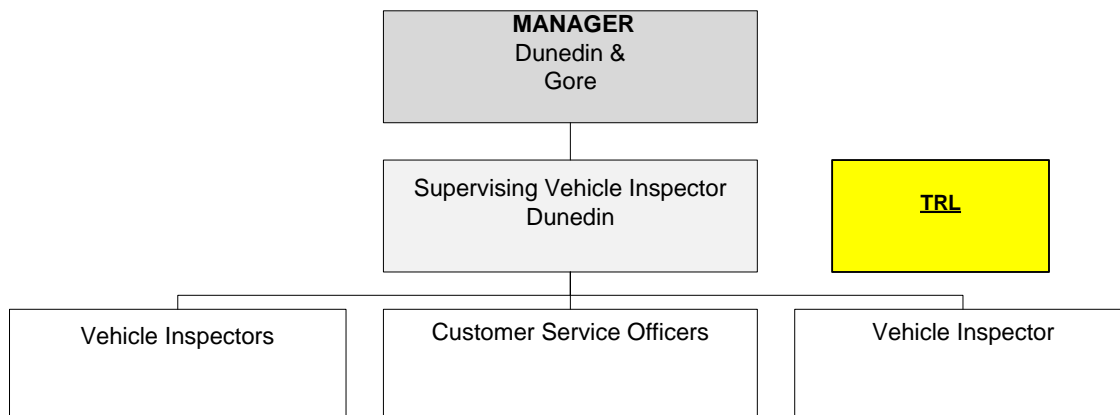 MANAGER
Dunedin &
Gore
Supervising Vehicle Inspector
Dunedin
TRL
Vehicle Inspectors
Customer Service Officers
Vehicle Inspector